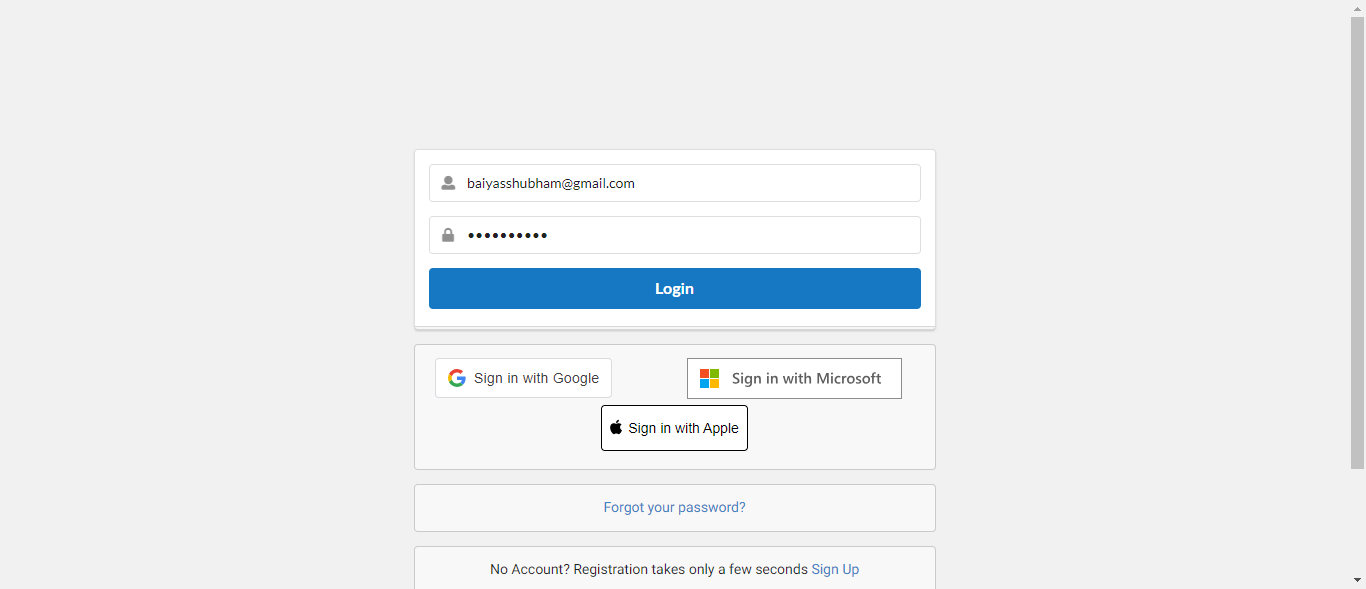 baiyasshubham@gmail.com
••••••••••
Login
Sign in with Google
Sign in with Microsoft
Sign in with Apple
Forgot your password?
No Account? Registration takes only a few seconds Sign Up